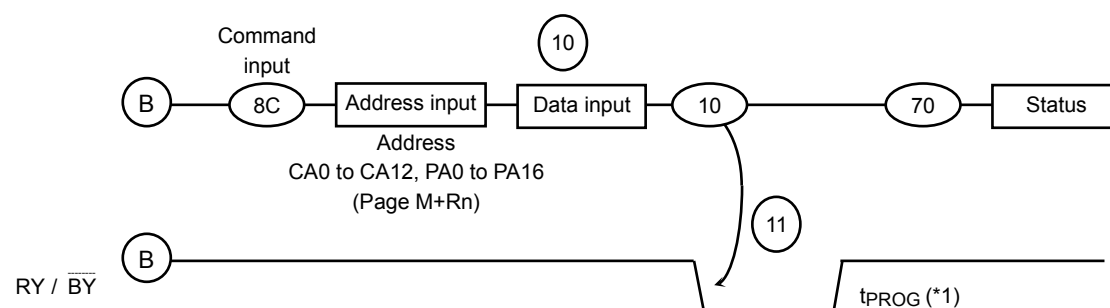 Command
input
10
B
8C
Address input
Data input
10
70
Status
Address
CA0 to CA12, PA0 to PA16
(Page M+Rn)
11
B
RY / BY
tPROG (*1)